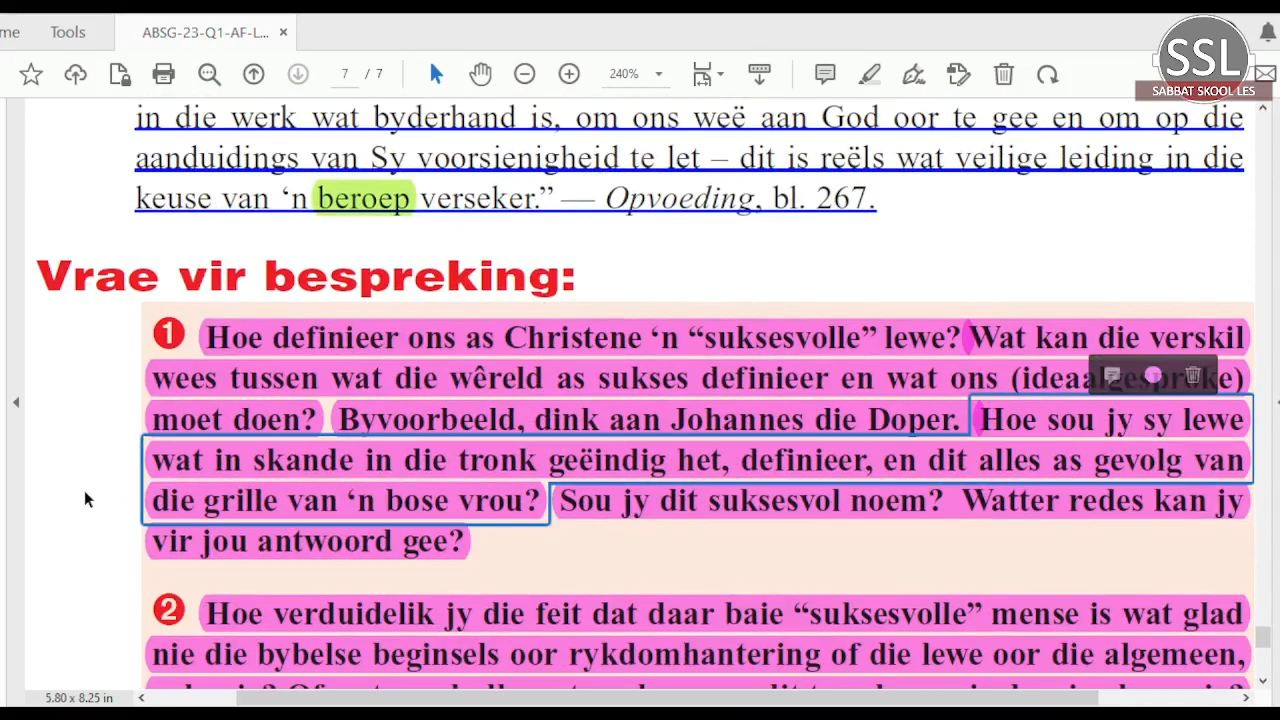 me
Tools
ABSG-23-Q1-AF-L...
×
SSL
SABBAT SKOOL LES
7 / 7
240%
in die werk wat byderhand is, om ons weë aan God oor te gee en om op die
aanduidings van Sy voorsienigheid te let – dit is reëls wat veilige leiding in die
keuse van ‘n beroep verseker.” — Opvoeding, bl. 267.
Vrae vir bespreking:
1 Hoe definieer ons as Christene ‘n “suksesvolle” lewe? Wat kan die verskil
wees tussen wat die wêreld as sukses definieer en wat ons (ideaalgesproke)
moet doen? Byvoorbeeld, dink aan Johannes die Doper. Hoe sou jy sy lewe
wat in skande in die tronk geëindig het, definieer, en dit alles as gevolg van
die grille van ‘n bose vrou? Sou jy dit suksesvol noem? Watter redes kan jy
vir jou antwoord gee?
2 Hoe verduidelik jy die feit dat daar baie “suksesvolle” mense is wat glad
nie die bybelse beginsels oor rykdomhantering of die lewe oor die algemeen,
5.80 x 8.25 in